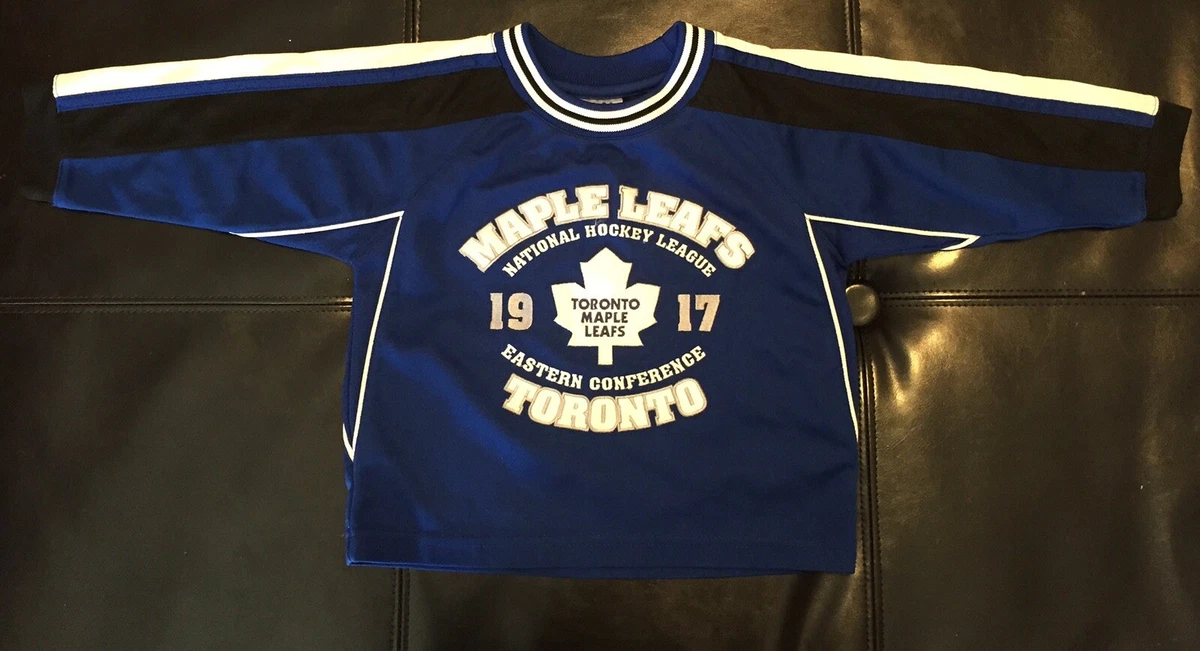 MAPLE LEAFS
NATIONAL HOCKEY LEAGUE
19 17
TORONTO
MAPLE
LEAFS
EASTERN CONFERENCE
TORONTO